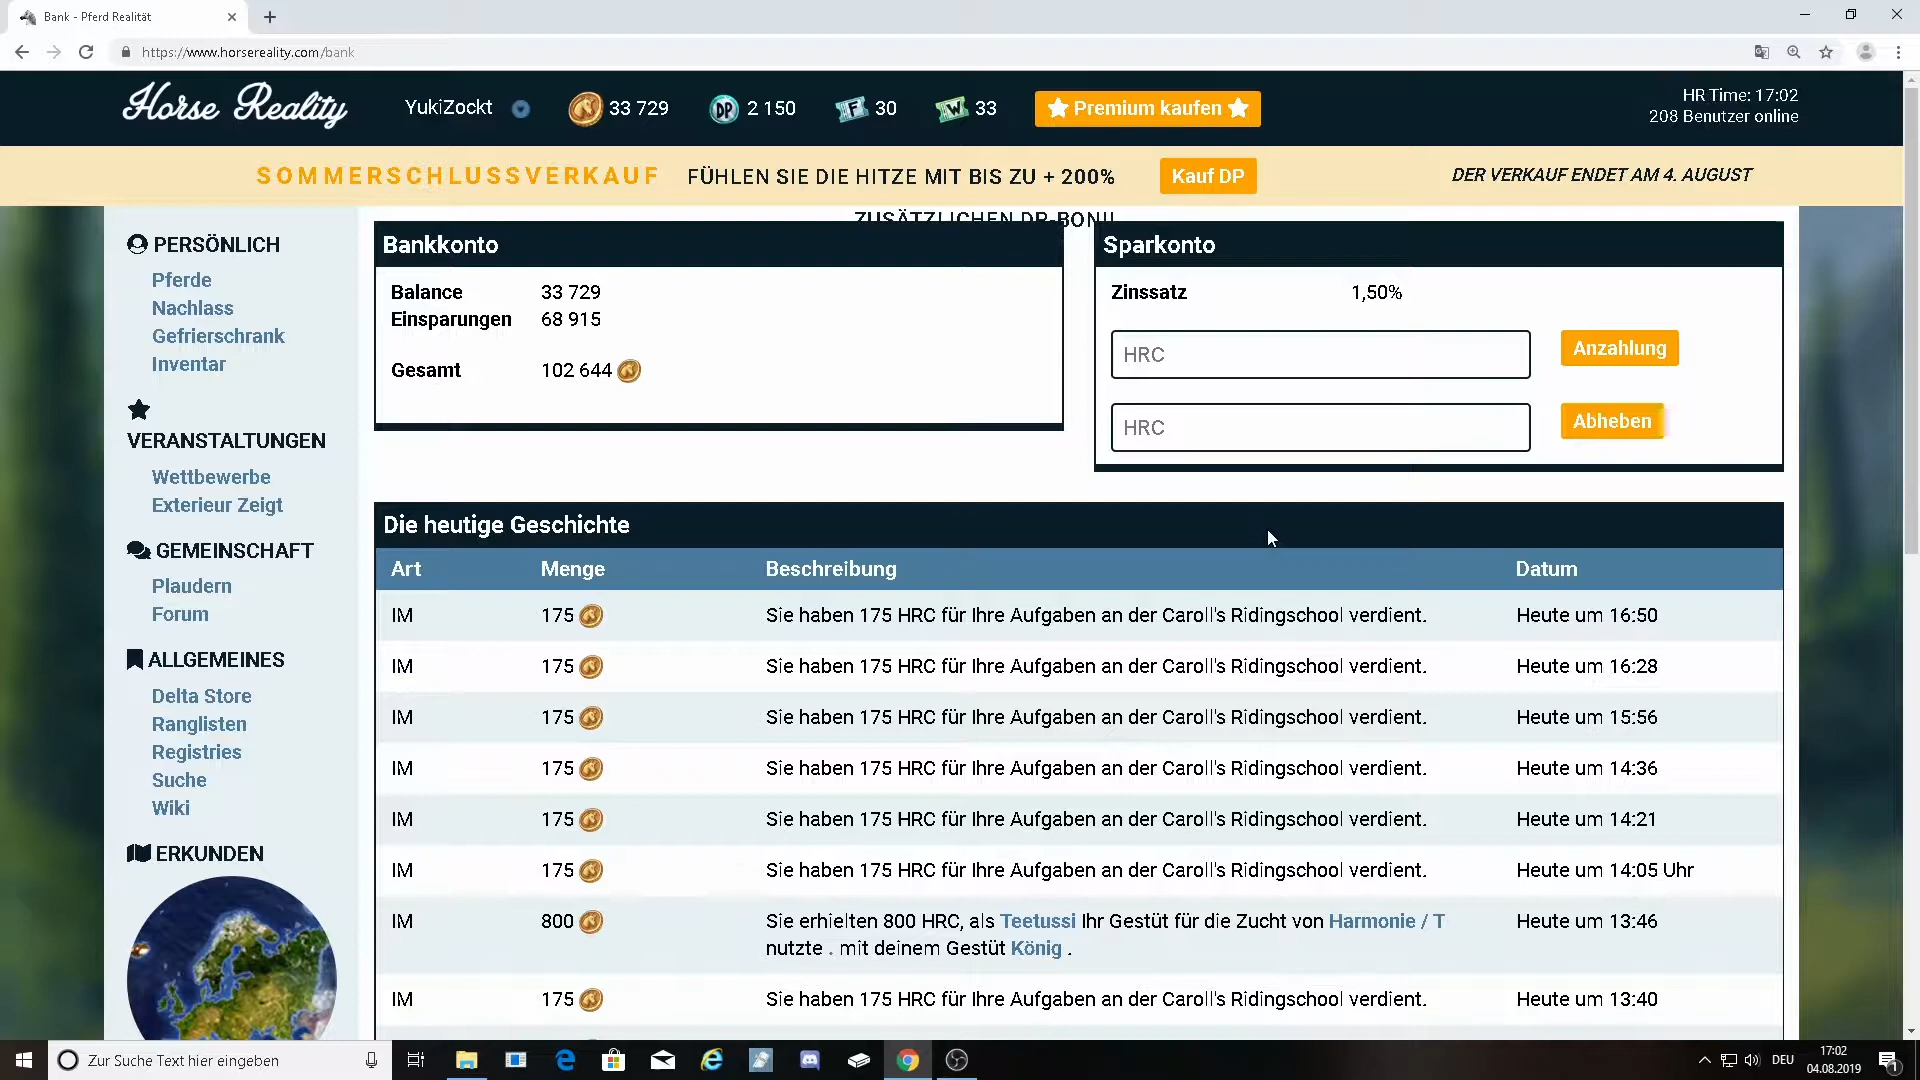 Bank - Pferd Realität
https://www.horsereality.com/bank
Horse Reality
YukiZockt
33 729
2 150
30
33
Premium kaufen
HR Time: 17:02
208 Benutzer online
SOMMERSCHLUSSVERKAUF
FÜHLEN SIE DIE HITZE MIT BIS ZU + 200%
ZUSÄTZLICHEN DP-BONI!
Kauf DP
DER VERKAUF ENDET AM 4. AUGUST
PERSÖNLICH
Pferde
Nachlass
Gefrierschrank
Inventar
VERANSTALTUNGEN
Wettbewerbe
Exterieur Zeigt
GEMEINSCHAFT
Plaudern
Forum
ALLGEMEINES
Delta Store
Ranglisten
Registries
Suche
Wiki
ERKUNDEN
Bankkonto
Balance 33 729
Einsparungen 68 915
Gesamt 102 644
Sparkonto
Zinssatz 1,50%
HRC Anzahlung
HRC Abheben
Die heutige Geschichte
Art Menge Beschreibung Datum
IM 175 Sie haben 175 HRC für Ihre Aufgaben an der Caroll's Ridingschool verdient. Heute um 16:50
IM 175 Sie haben 175 HRC für Ihre Aufgaben an der Caroll's Ridingschool verdient. Heute um 16:28
IM 175 Sie haben 175 HRC für Ihre Aufgaben an der Caroll's Ridingschool verdient. Heute um 15:56
IM 175 Sie haben 175 HRC für Ihre Aufgaben an der Caroll's Ridingschool verdient. Heute um 14:36
IM 175 Sie haben 175 HRC für Ihre Aufgaben an der Caroll's Ridingschool verdient. Heute um 14:21
IM 175 Sie haben 175 HRC für Ihre Aufgaben an der Caroll's Ridingschool verdient. Heute um 14:05 Uhr
IM 800 Sie erhielten 800 HRC, als Teetussi Ihr Gestüt für die Zucht von Harmonie / T Heute um 13:46
nutzte . mit deinem Gestüt König .
IM 175 Sie haben 175 HRC für Ihre Aufgaben an der Caroll's Ridingschool verdient. Heute um 13:40
Zur Suche Text hier eingeben
DEU
17:02
04.08.2019
1